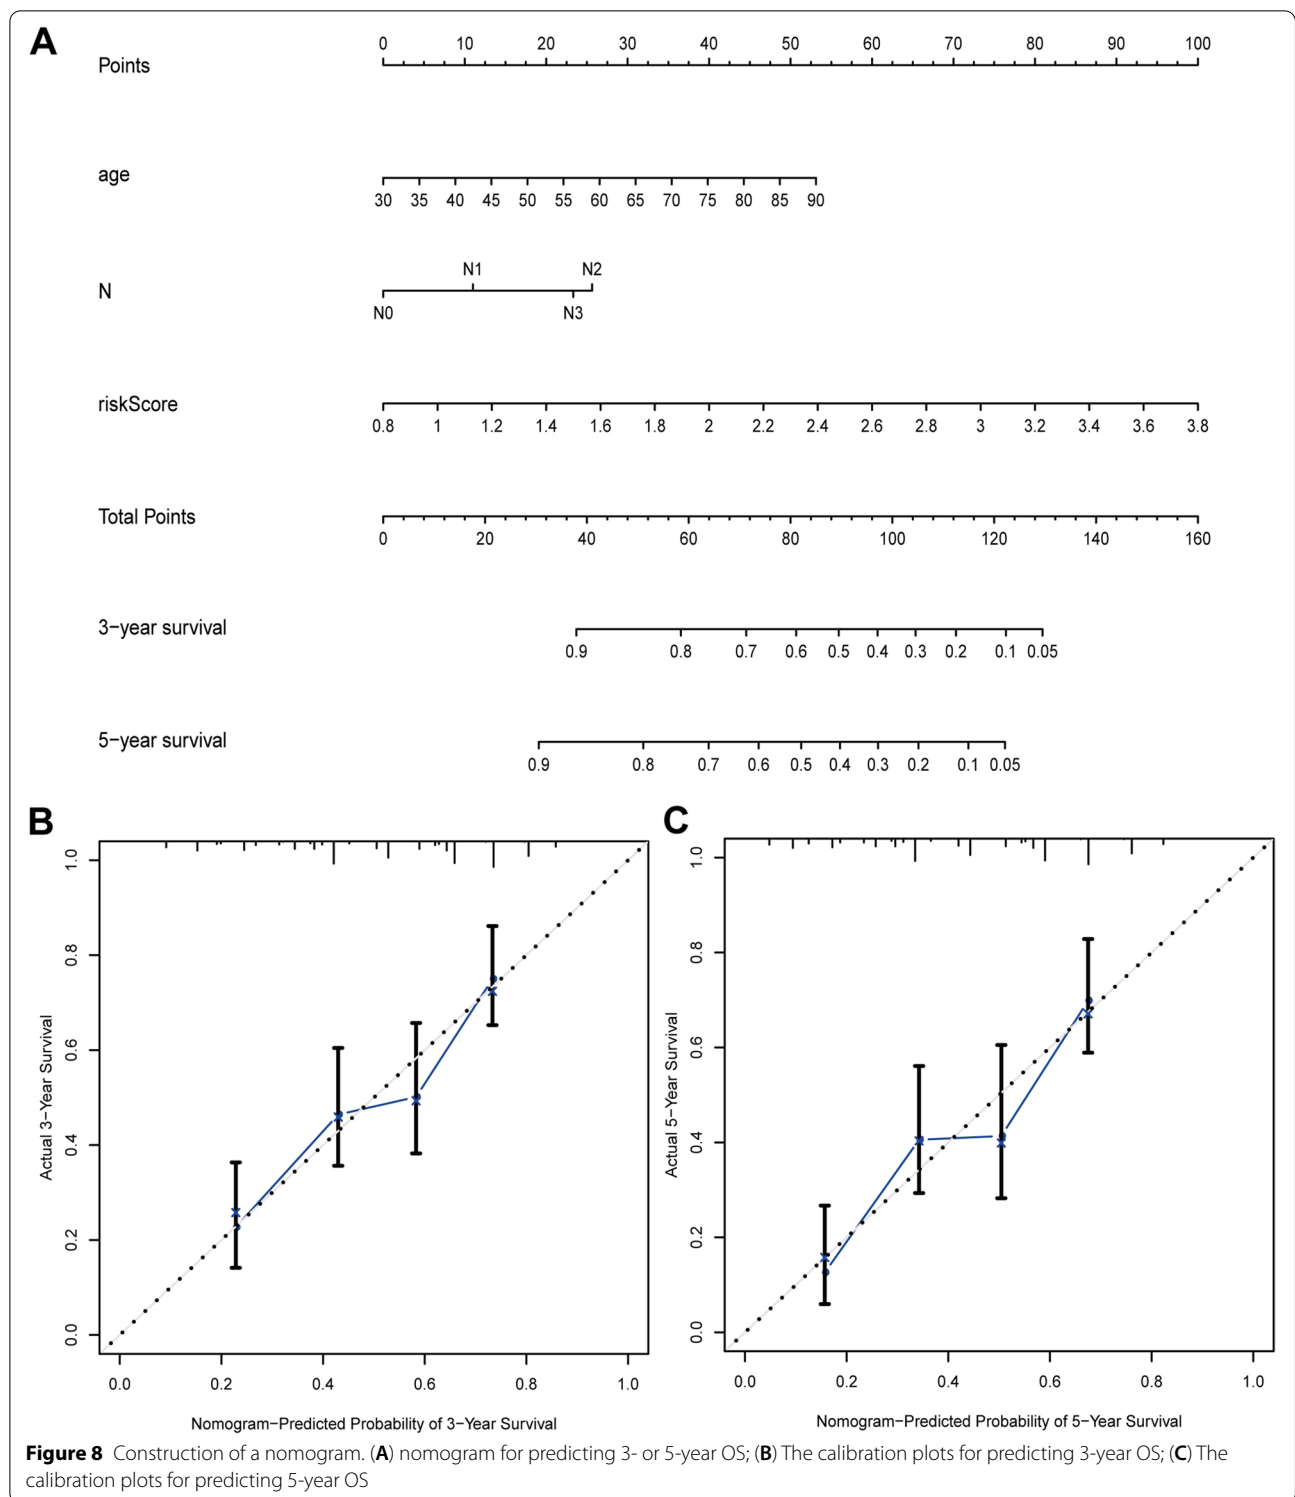 A
0 10 20 30 40 50 60 70 80 90 100
Points
age
30 35 40 45 50 55 60 65 70 75 80 85 90
N1 N2
N
N0 N3
riskScore
0.8 1 1.2 1.4 1.6 1.8 2 2.2 2.4 2.6 2.8 3 3.2 3.4 3.6 3.8
Total Points
0 20 40 60 80 100 120 140 160
3−year survival
0.9 0.8 0.7 0.6 0.5 0.4 0.3 0.2 0.1 0.05
5−year survival
0.9 0.8 0.7 0.6 0.5 0.4 0.3 0.2 0.1 0.05
B
Actual 3−Year Survival
1.0
0.8
0.6
0.4
0.2
0.0
0.0 0.2 0.4 0.6 0.8 1.0
Nomogram−Predicted Probability of 3−Year Survival
C
Actual 5−Year Survival
1.0
0.8
0.6
0.4
0.2
0.0
0.0 0.2 0.4 0.6 0.8 1.0
Nomogram−Predicted Probability of 5−Year Survival
Figure 8 Construction of a nomogram. (A) nomogram for predicting 3- or 5-year OS; (B) The calibration plots for predicting 3-year OS; (C) The
calibration plots for predicting 5-year OS